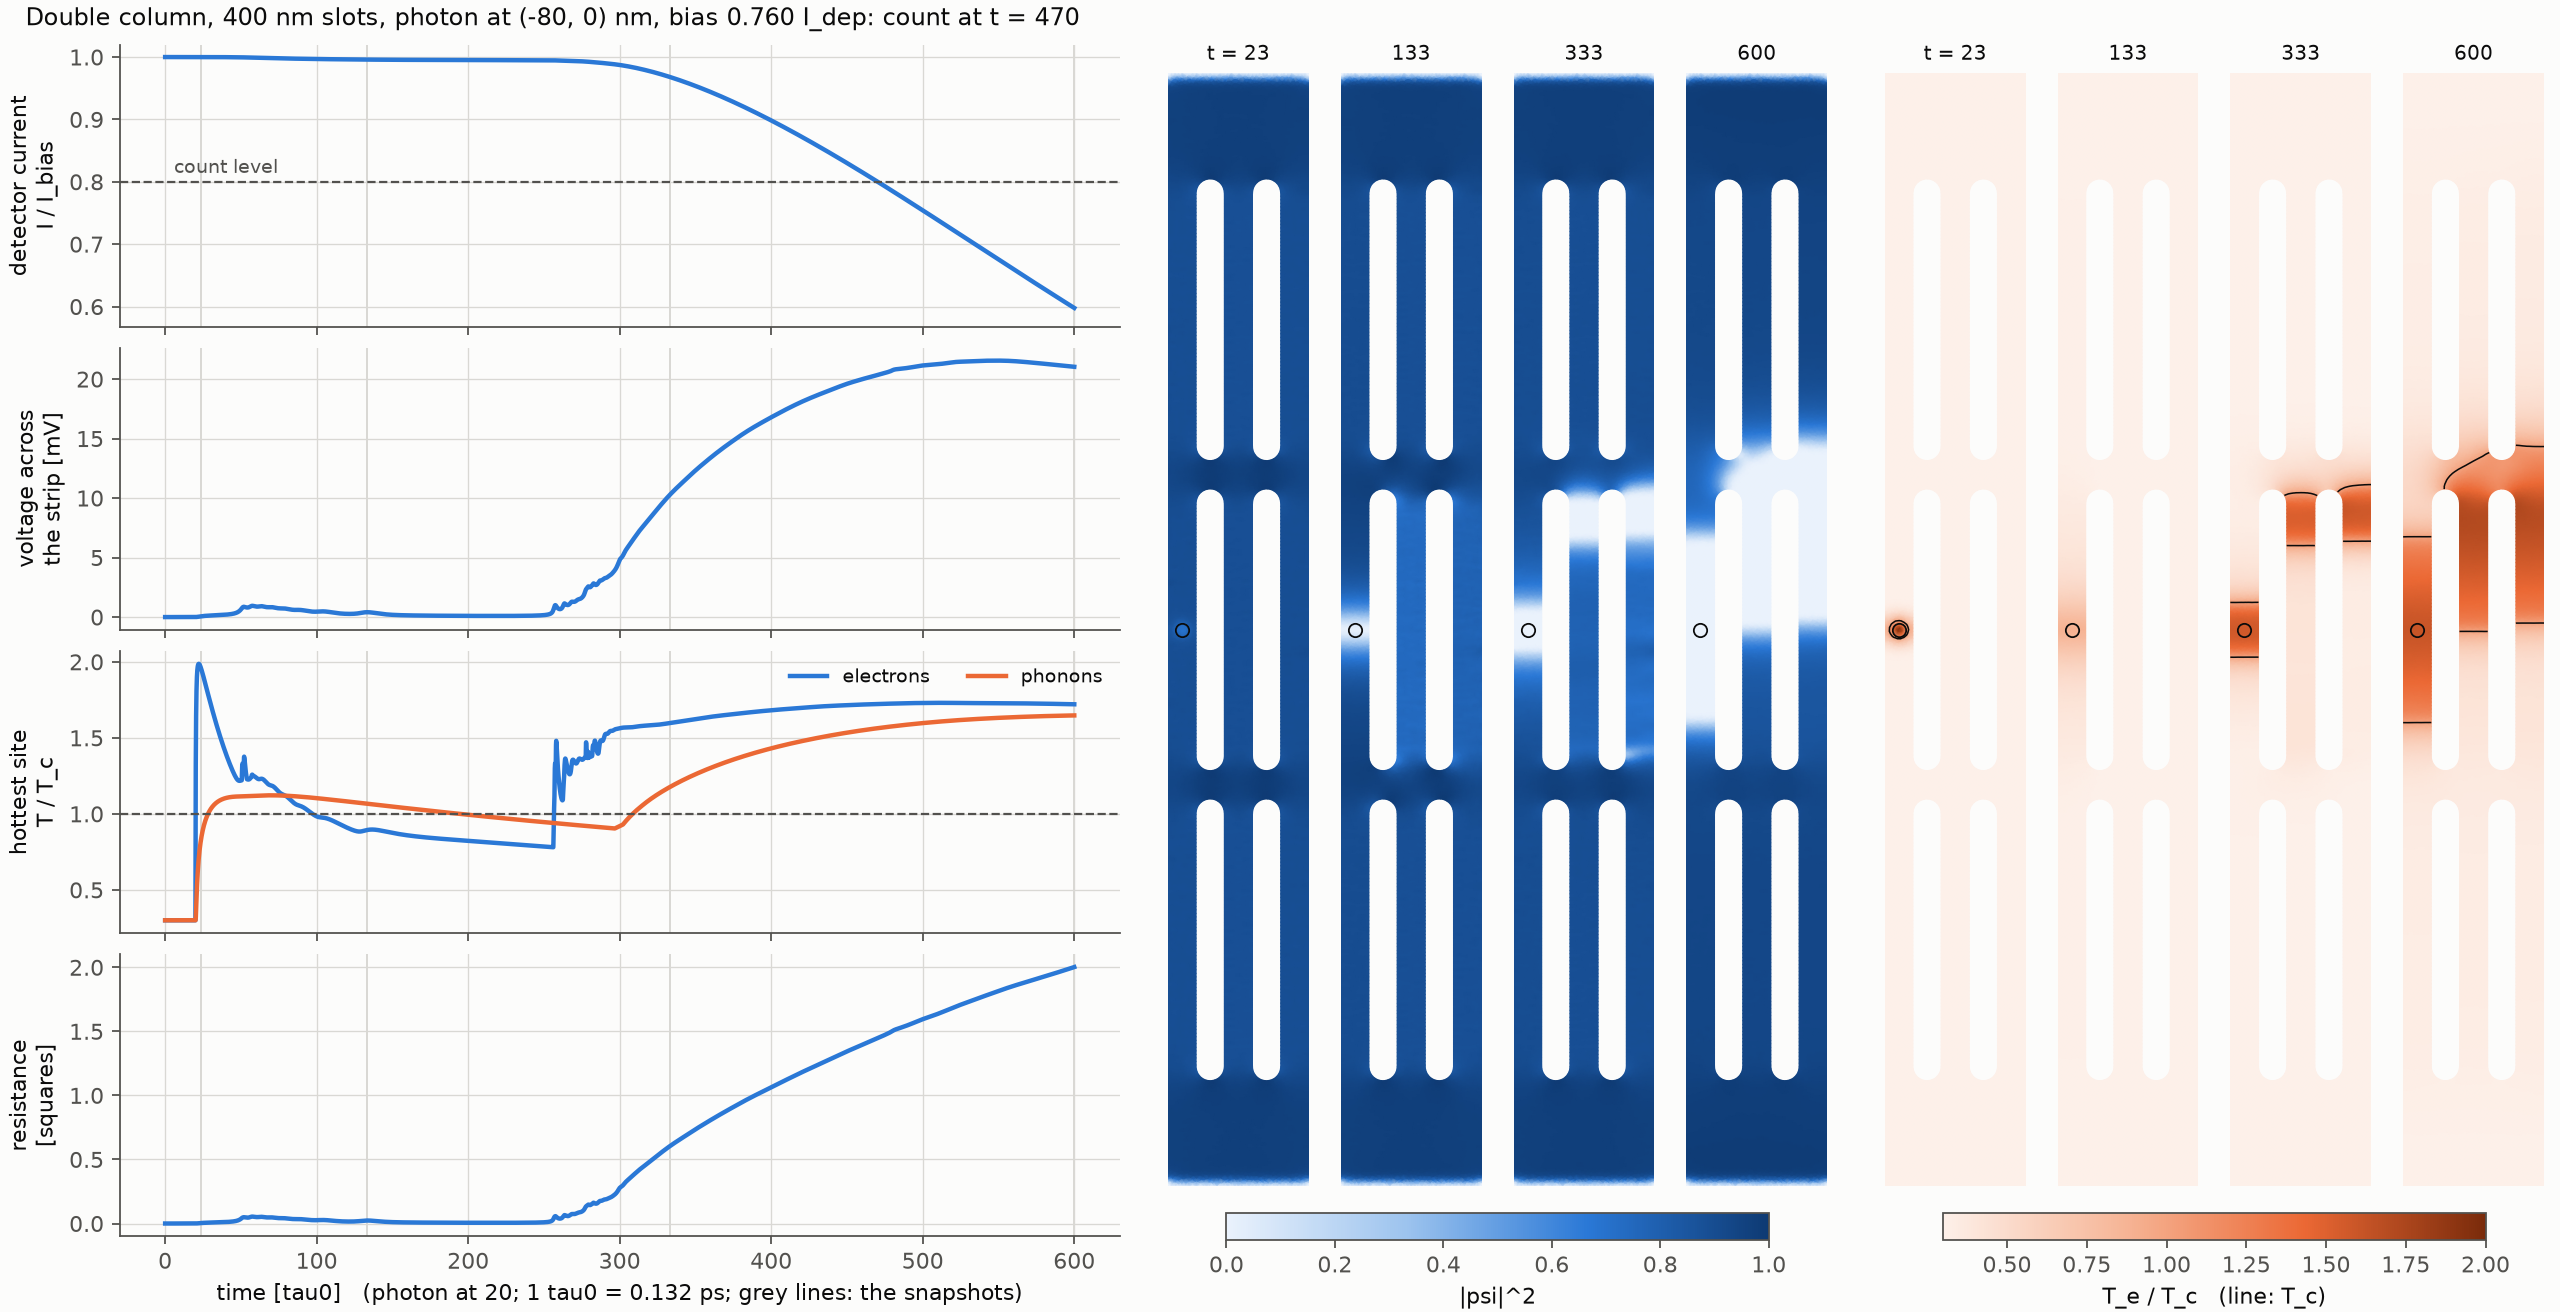 Double column, 400 nm slots, photon at (-80, 0) nm, bias 0.760 I_dep: count at t = 470
detector current
I / I_bias
1.0
0.9
0.8
0.7
0.6
count level
voltage across
the strip [mV]
20
15
10
5
0
hottest site
T / T_c
2.0
1.5
1.0
0.5
electrons
phonons
resistance
[squares]
2.0
1.5
1.0
0.5
0.0
0 100 200 300 400 500 600
time [tau0] (photon at 20; 1 tau0 = 0.132 ps; grey lines: the snapshots)
t = 23 133 333 600
0.0 0.2 0.4 0.6 0.8 1.0
|psi|^2
t = 23 133 333 600
0.50 0.75 1.00 1.25 1.50 1.75 2.00
T_e / T_c (line: T_c)